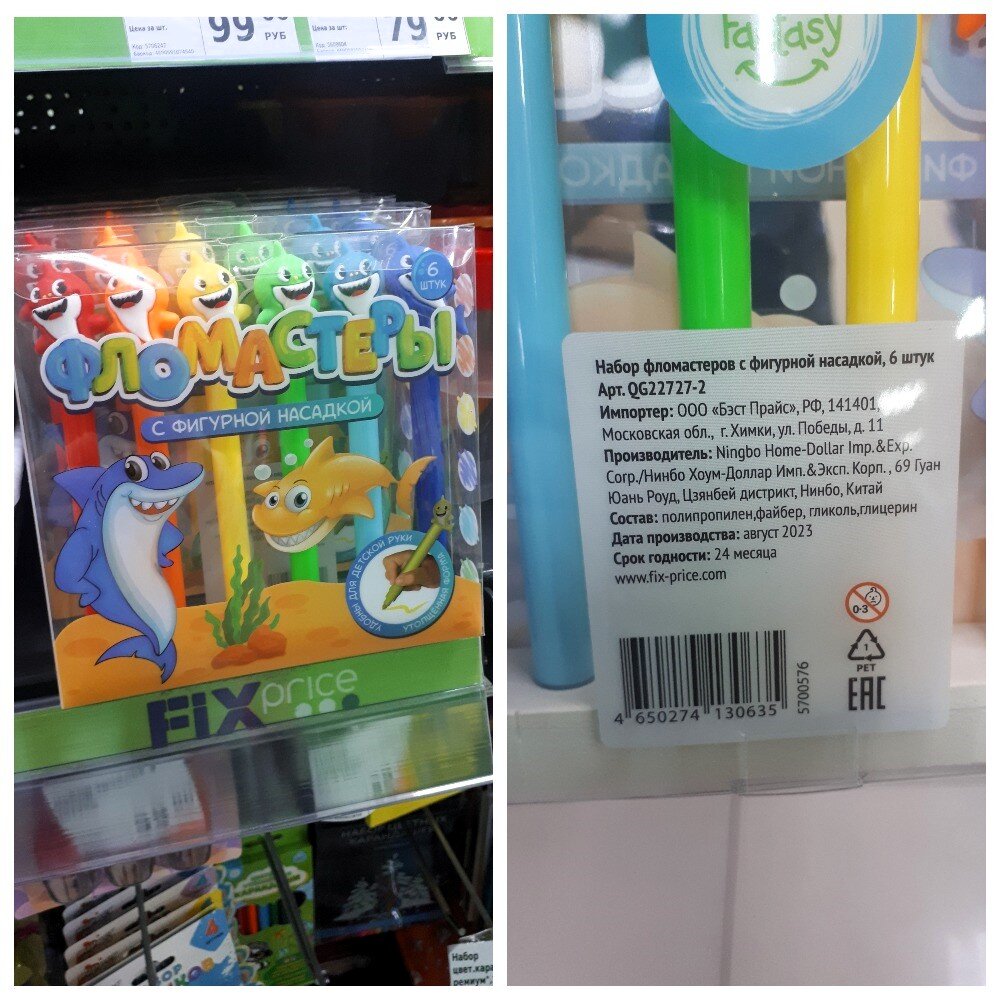 Цена за шт.
99
РУБ
Цена за шт.
79
РУБ
6
ШТУК
ФЛОМАСТЕРЫ
С ФИГУРНОЙ НАСАДКОЙ
УДОБНЫ ДЛЯ ДЕТСКОЙ РУКИ
УТОЛЩЕННАЯ ФОРМА
FIX price
Набор
цвет.кара
fantasy
Набор фломастеров с фигурной насадкой, 6 штук
Арт. QG22727-2
Импортер: ООО «Бэст Прайс», РФ, 141401,
Московская обл., г. Химки, ул. Победы, д. 11
Производитель: Ningbo Home-Dollar Imp.&Exp.
Corp./Нинбо Хоум-Доллар Имп.&Эксп. Корп., 69 Гуан
Юань Роуд, Цзянбей дистрикт, Нинбо, Китай
Состав: полипропилен,файбер, гликоль,глицерин
Дата производства: август 2023
Срок годности: 24 месяца
www.fix-price.com
0-3
1
PET
EAC
4 650274 130635
5700576